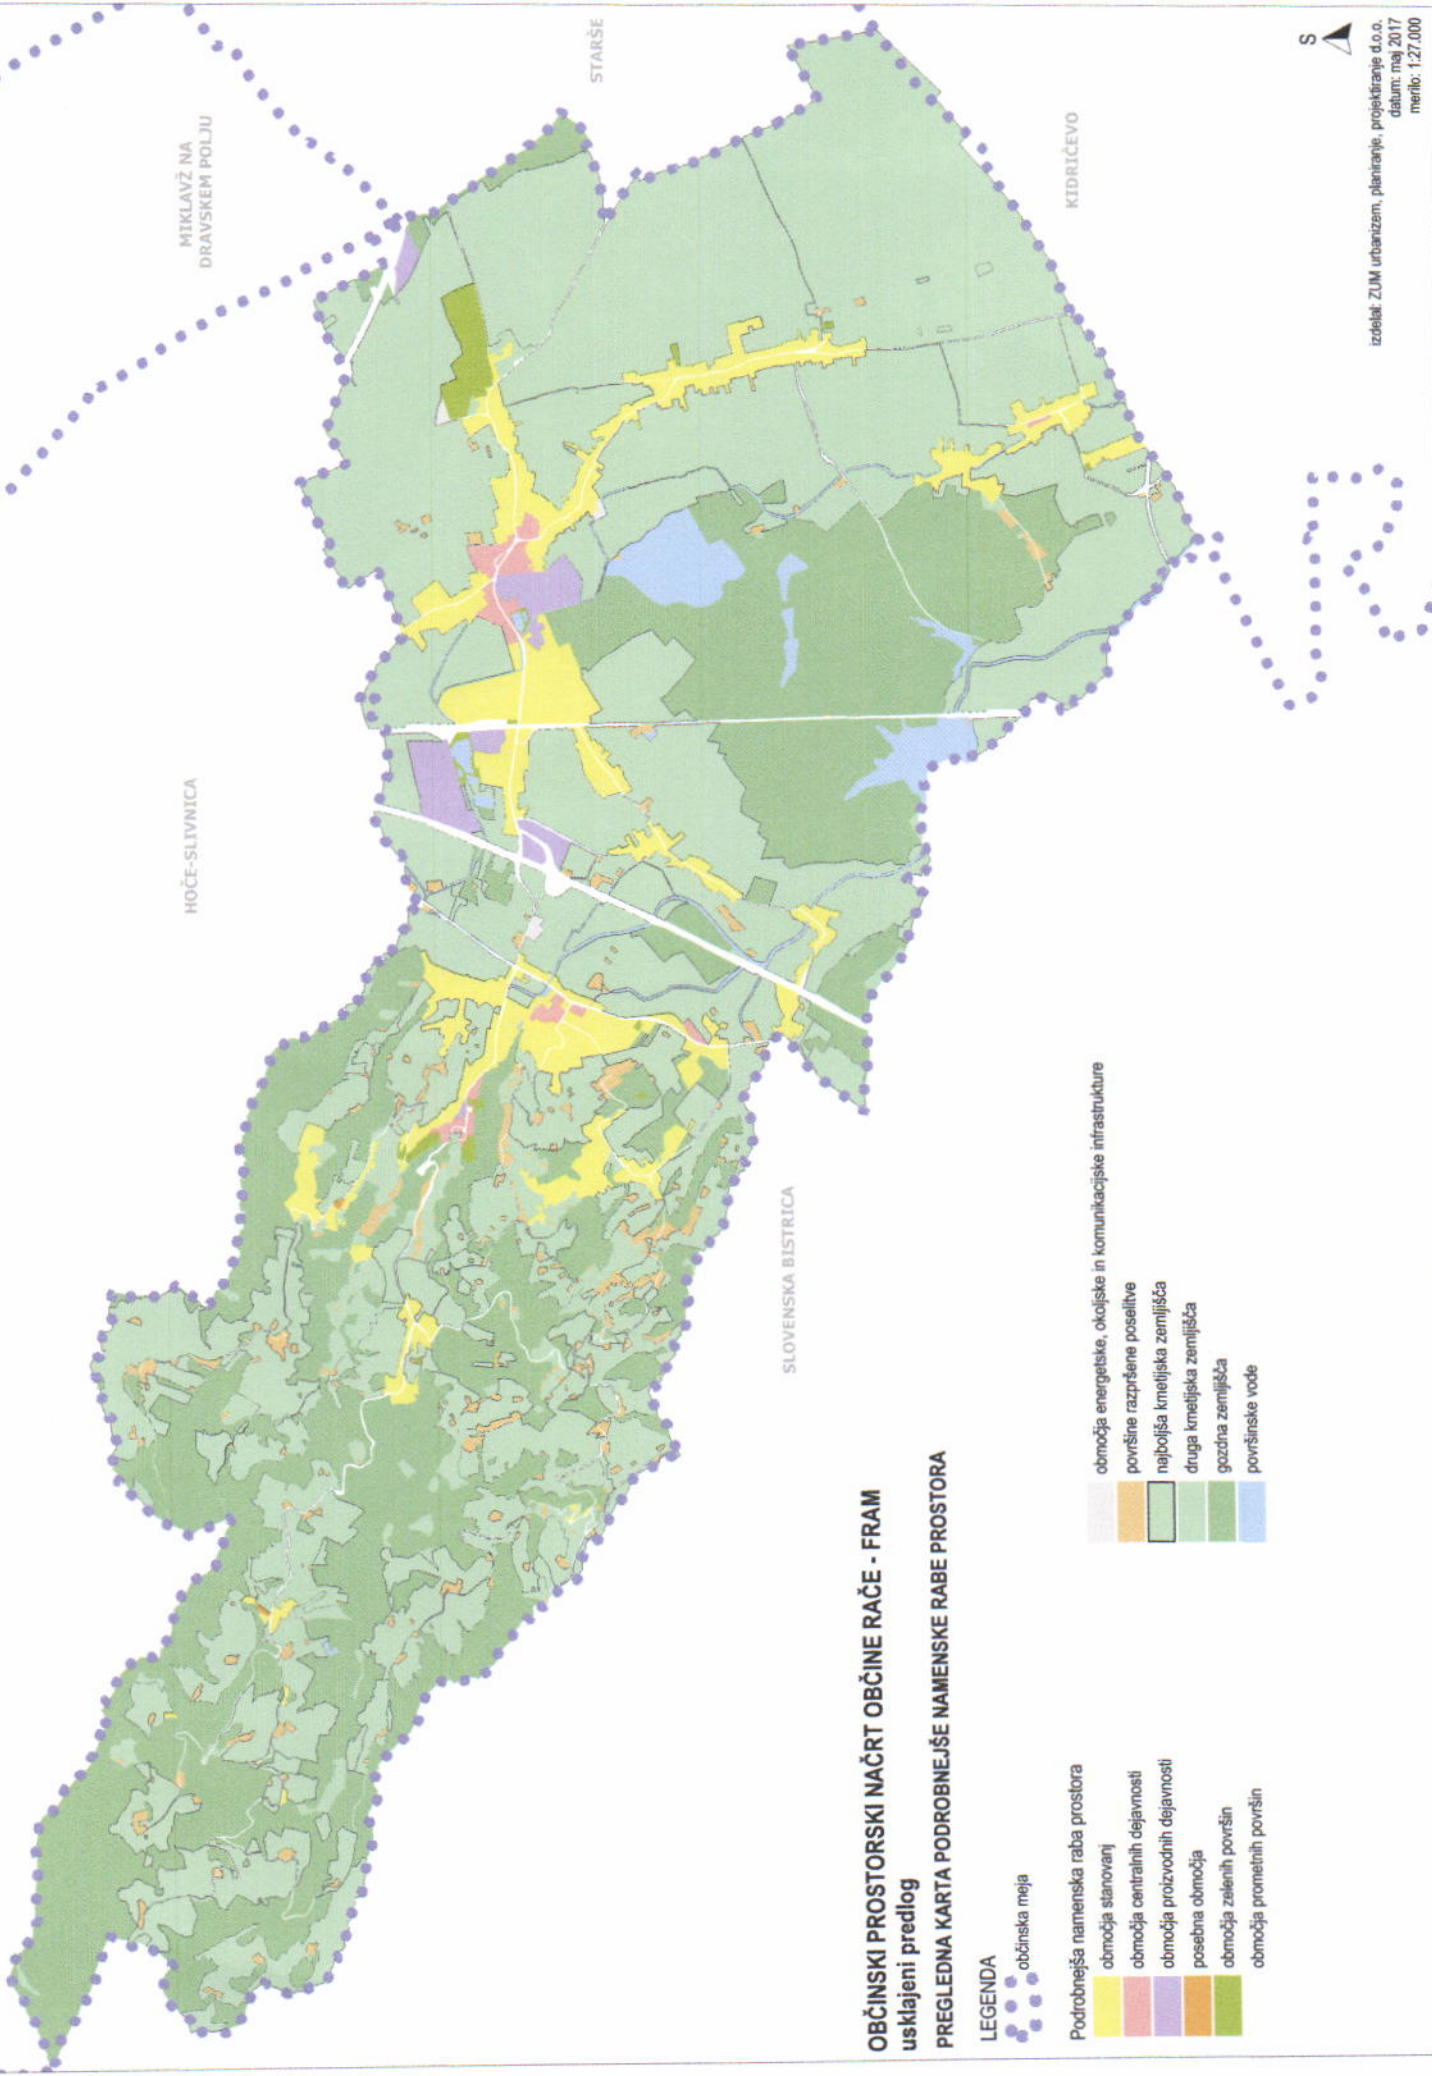 MIKLAVŽ NA
DRAVSKEM POLJU
STARŠE
KIDRIČEVO
HOČE-SLIVNICA
SLOVENSKA BISTRICA
S
izdelal: ZUM urbanizem, planiranje, projektiranje d.o.o.
datum: maj 2017
merilo: 1:27.000
OBČINSKI PROSTORSKI NAČRT OBČINE RAČE - FRAM
usklajeni predlog
PREGLEDNA KARTA PODROBNEJŠE NAMENSKE RABE PROSTORA
LEGENDA
občinska meja
Podrobnejša namenska raba prostora
območja stanovanj
območja centralnih dejavnosti
območja proizvodnih dejavnosti
posebna območja
območja zelenih površin
območja prometnih površin
območja energetske, okoljske in komunikacijske infrastrukture
površine razpršene poselitve
najboljša kmetijska zemljišča
druga kmetijska zemljišča
gozdna zemljišča
površinske vode